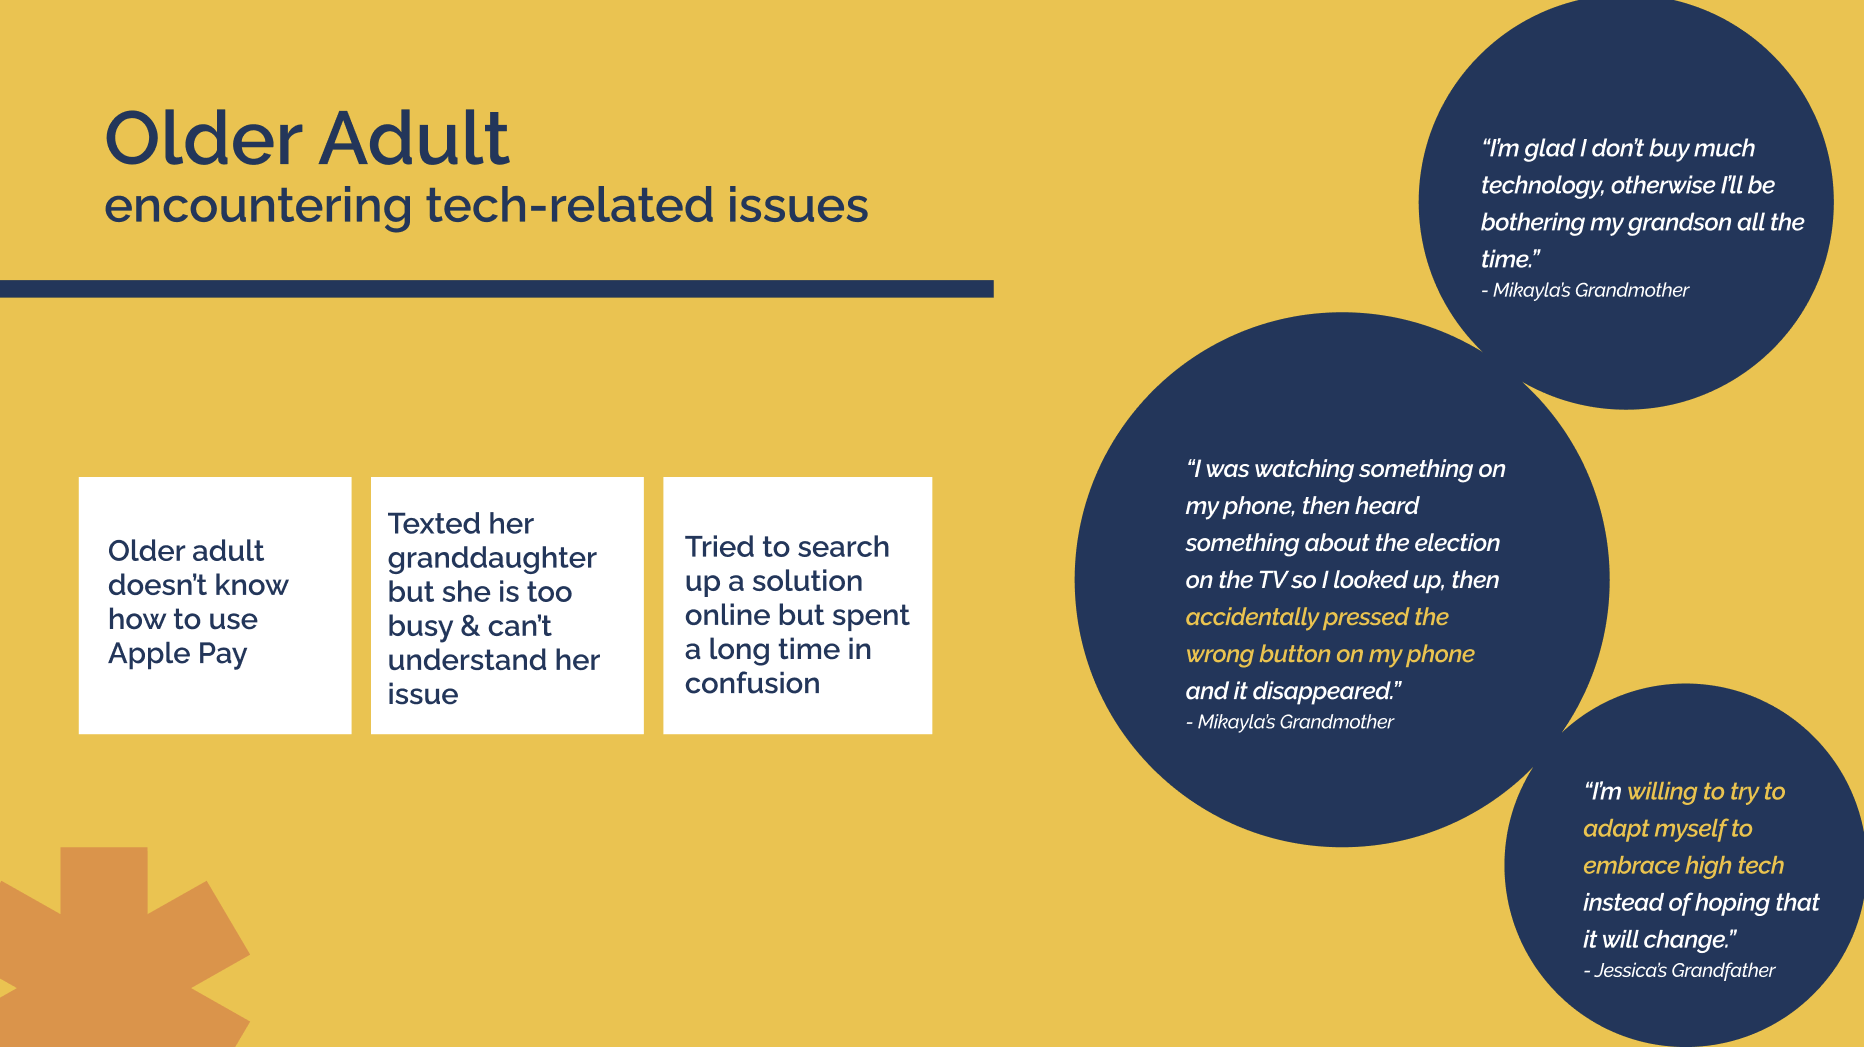 Older Adult
encountering tech-related issues
Older adult
doesn’t know
how to use
Apple Pay
Texted her
granddaughter
but she is too
busy & can’t
understand her
issue
Tried to search
up a solution
online but spent
a long time in
confusion
“I’m glad I don’t buy much
technology, otherwise I’ll be
bothering my grandson all the
time.”
- Mikayla’s Grandmother
“I was watching something on
my phone, then heard
something about the election
on the TV so I looked up, then
accidentally pressed the
wrong button on my phone
and it disappeared.”
- Mikayla’s Grandmother
“I’m willing to try to
adapt myself to
embrace high tech
instead of hoping that
it will change.”
- Jessica’s Grandfather